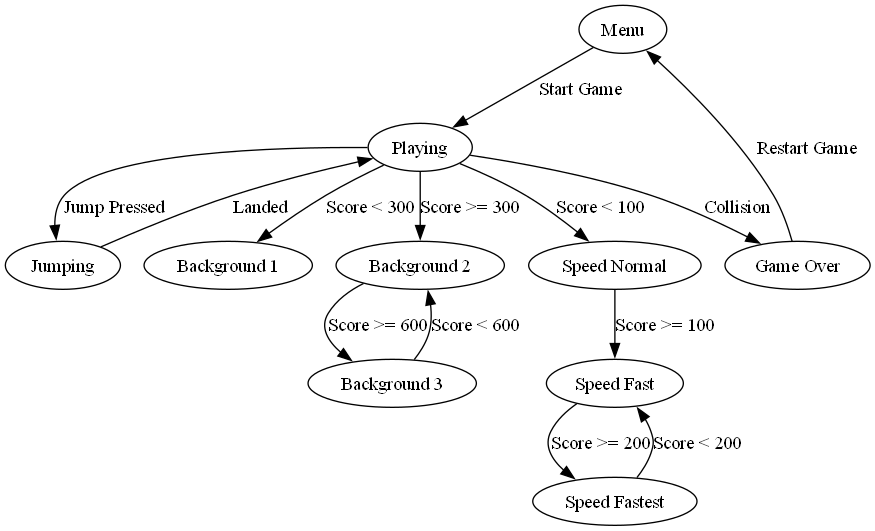 Menu
Start Game
Restart Game
Playing
Jump Pressed
Landed
Score < 300
Score >= 300
Score < 100
Collision
Jumping
Background 1
Background 2
Speed Normal
Game Over
Score >= 600
Score < 600
Score >= 100
Background 3
Speed Fast
Score >= 200
Score < 200
Speed Fastest